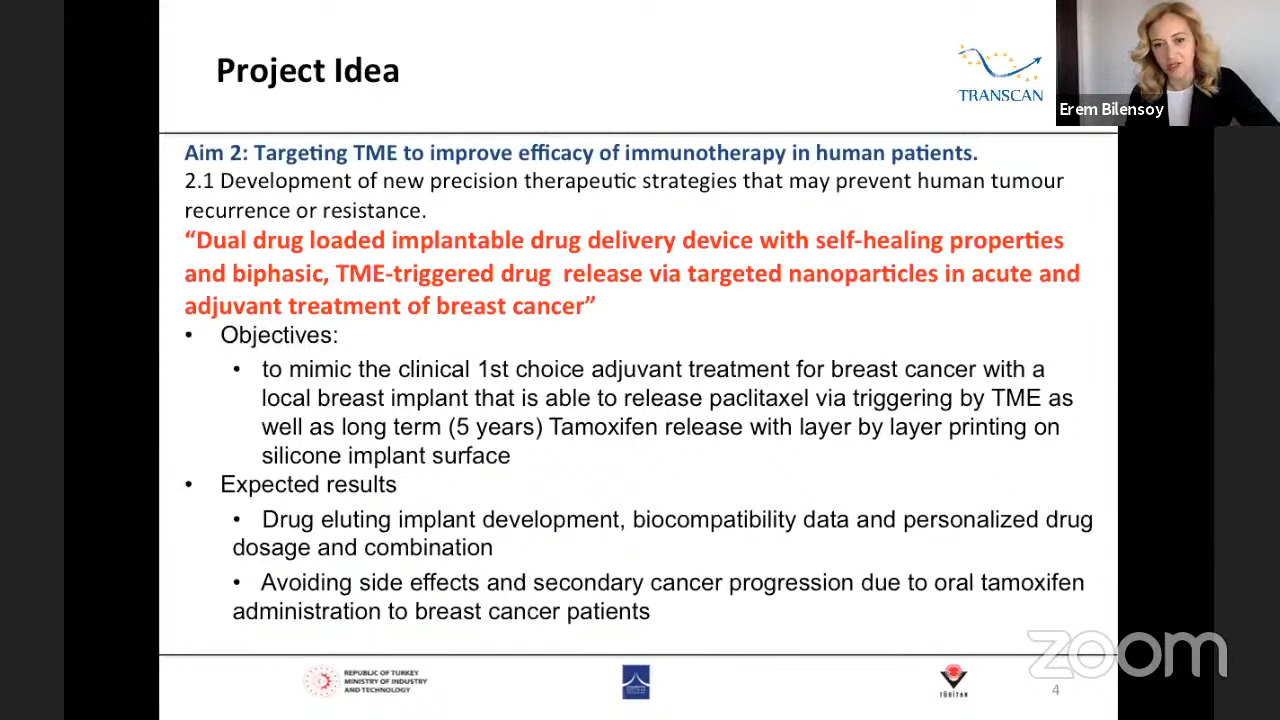 Project Idea
TRANSCAN
Erem Bilensoy
Aim 2: Targeting TME to improve efficacy of immunotherapy in human patients.
2.1 Development of new precision therapeutic strategies that may prevent human tumour
recurrence or resistance.
“Dual drug loaded implantable drug delivery device with self-healing properties
and biphasic, TME-triggered drug release via targeted nanoparticles in acute and
adjuvant treatment of breast cancer”
• Objectives:
• to mimic the clinical 1st choice adjuvant treatment for breast cancer with a
local breast implant that is able to release paclitaxel via triggering by TME as
well as long term (5 years) Tamoxifen release with layer by layer printing on
silicone implant surface
• Expected results
• Drug eluting implant development, biocompatibility data and personalized drug
dosage and combination
• Avoiding side effects and secondary cancer progression due to oral tamoxifen
administration to breast cancer patients
zoom
REPUBLIC OF TURKEY
MINISTRY OF INDUSTRY
AND TECHNOLOGY
TÜBİTAK
4